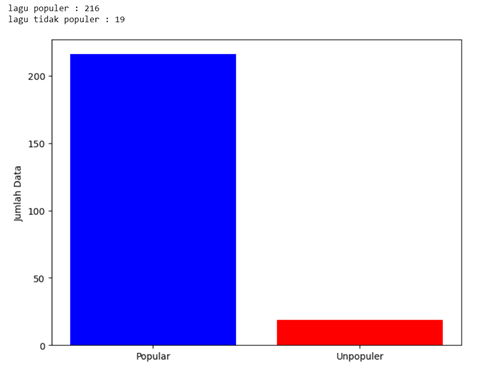 lagu populer : 216
lagu tidak populer : 19
200
150
100
50
0
Jumlah Data
Popular
Unpopuler